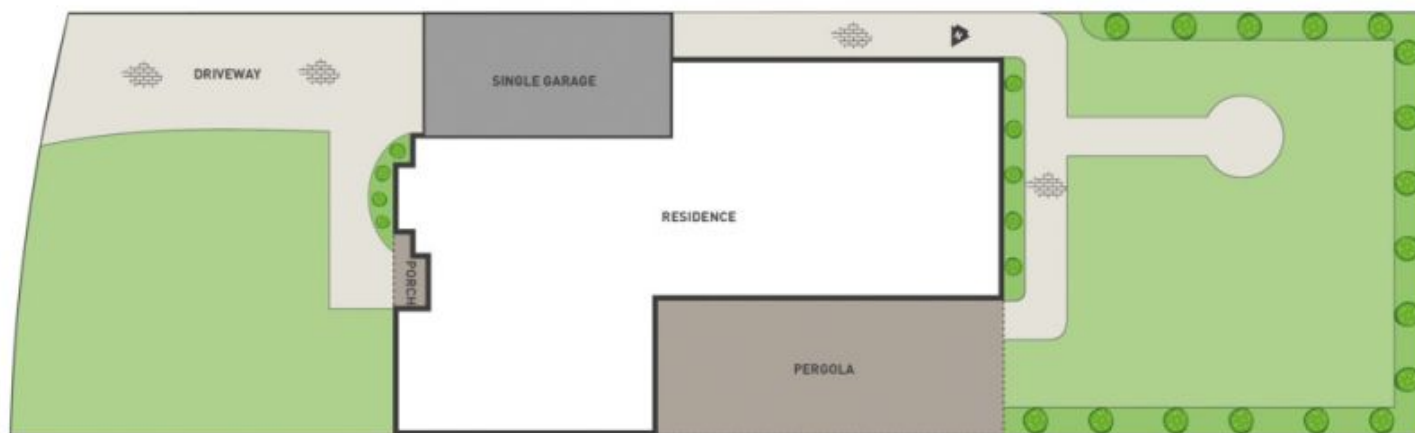 DRIVEWAY
SINGLE GARAGE
RESIDENCE
PORCH
PERGOLA